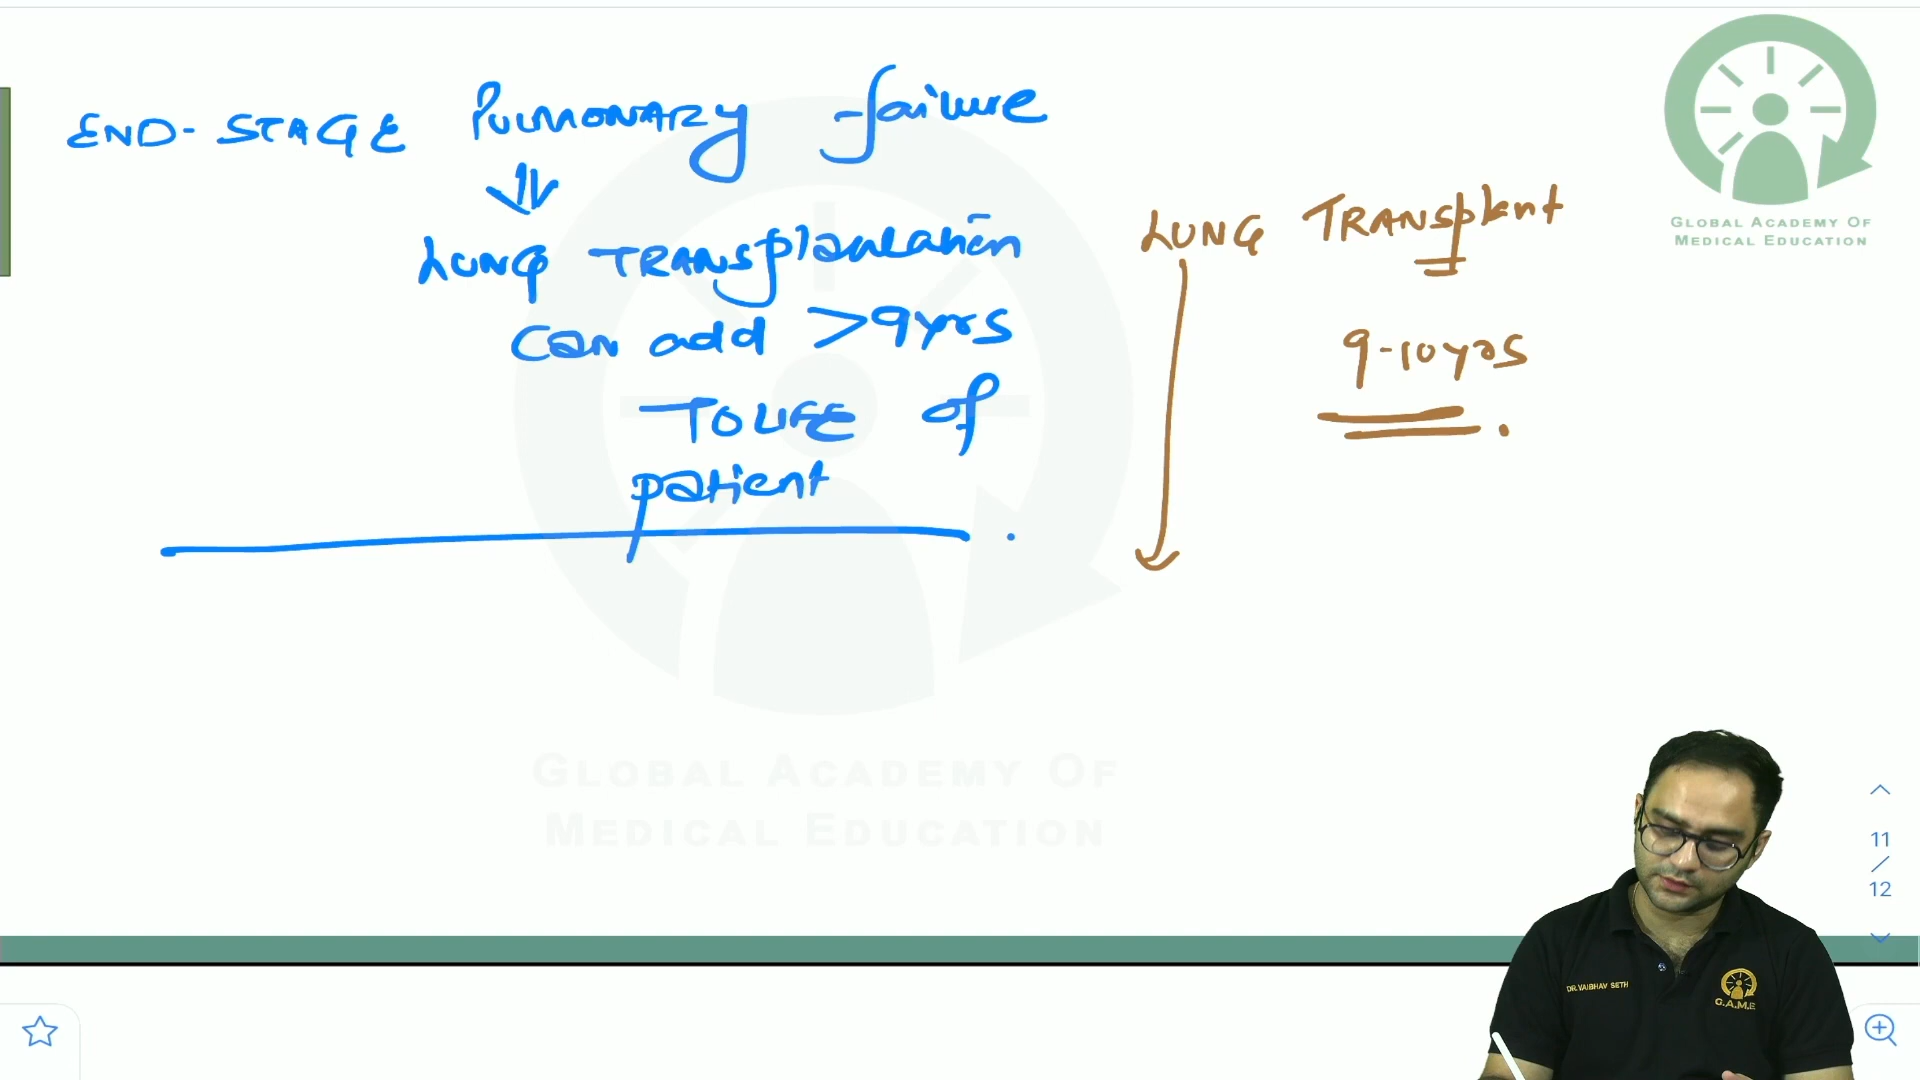 END-STAGE PULMONARY failure
LUNG TRANSplantation
can add >9yrs
TO LIFE of
patient
LUNG TRANSplant
9-10yrs
GLOBAL ACADEMY OF
MEDICAL EDUCATION
GLOBAL ACADEMY OF
MEDICAL EDUCATION
11
/
12
DR.VAIBHAV SETH
G.A.M.E